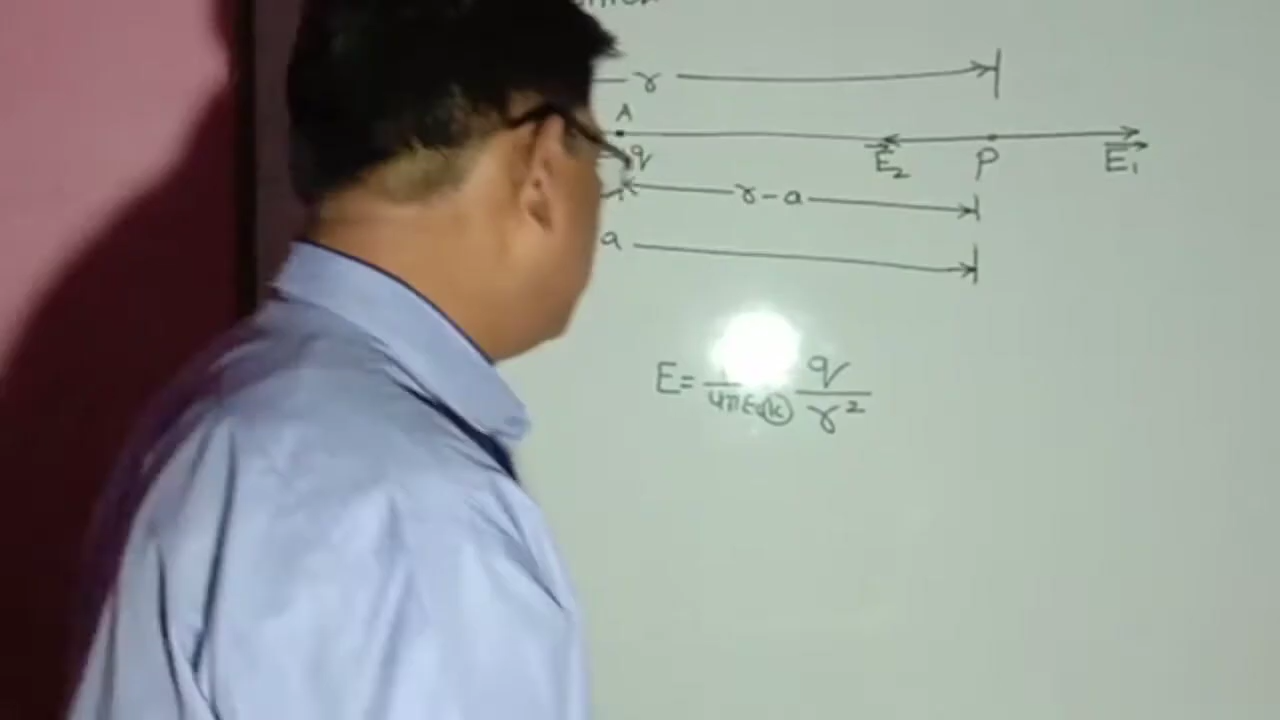 r
A
q E₂ P E₁
r-a
a
E= 1/4πε₀k q/r²